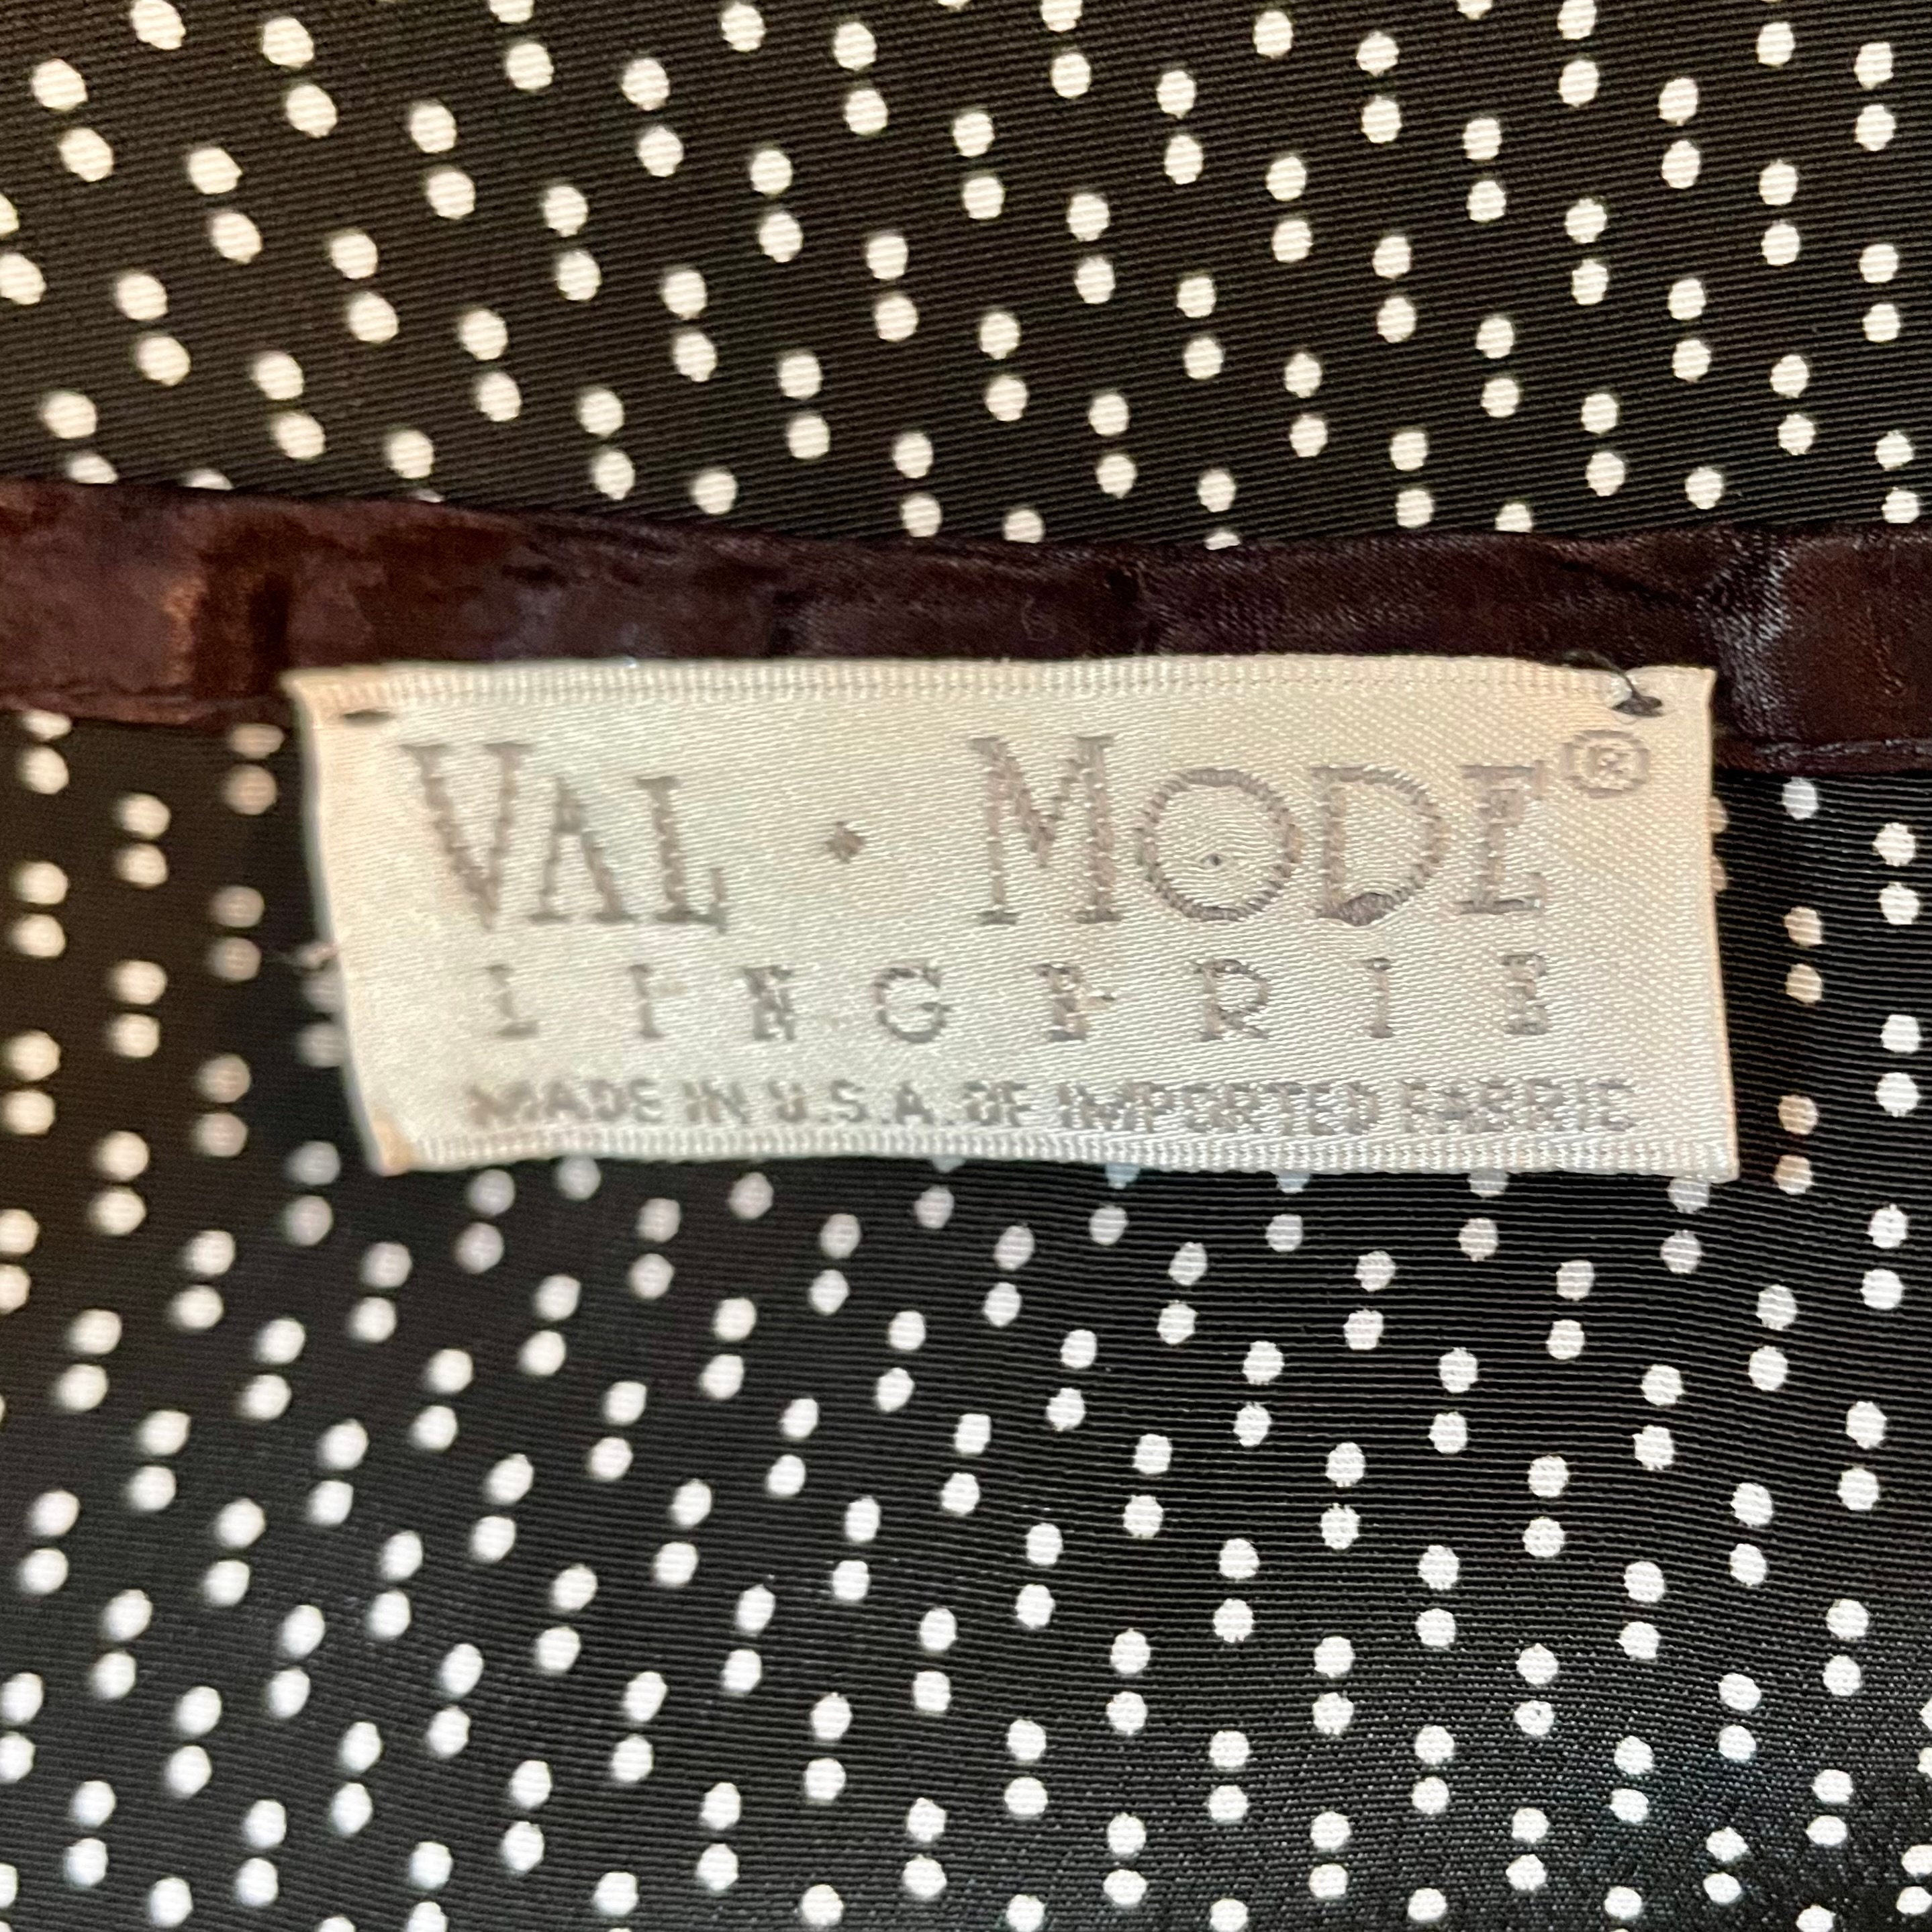 VAL · MODE®
LINGERIE
MADE IN U.S.A. OF IMPORTED FABRIC